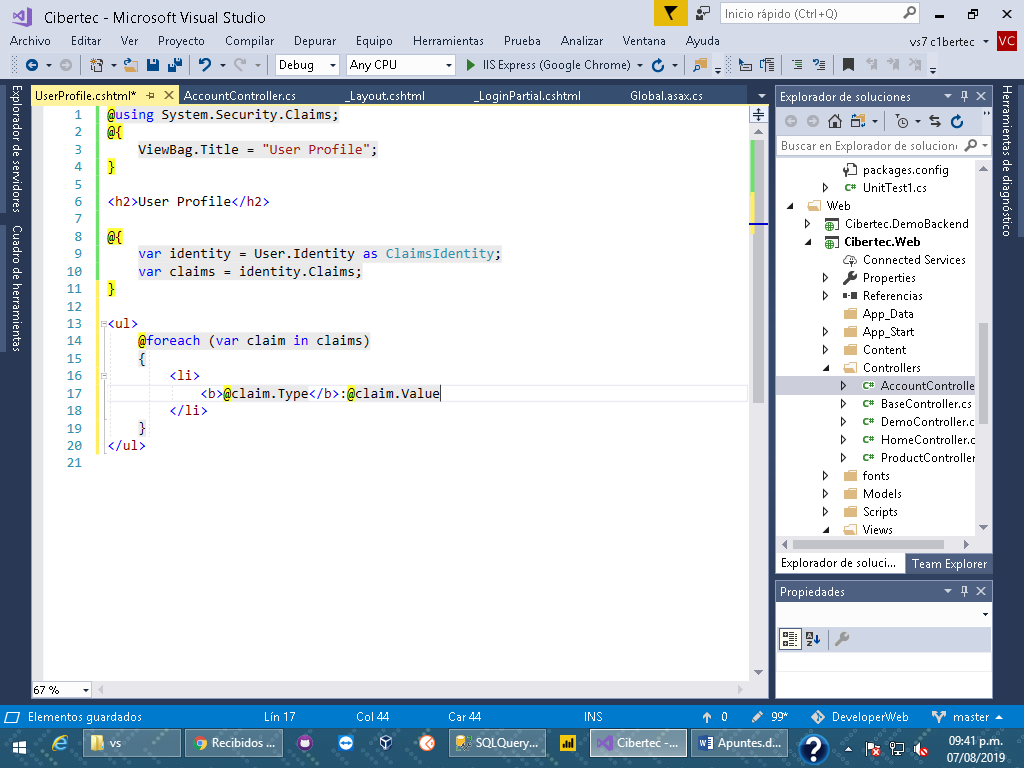 Cibertec - Microsoft Visual Studio
Inicio rápido (Ctrl+Q)
Archivo Editar Ver Proyecto Compilar Depurar Equipo Herramientas Prueba Analizar Ventana Ayuda
vs7 c1bertec VC
Debug Any CPU IIS Express (Google Chrome)
Explorador de servidores
Cuadro de herramientas
UserProfile.cshtml* AccountController.cs _Layout.cshtml _LoginPartial.cshtml Global.asax.cs
1 @using System.Security.Claims;
2 @{
3 ViewBag.Title = "User Profile";
4 }
5
6 <h2>User Profile</h2>
7
8 @{
9 var identity = User.Identity as ClaimsIdentity;
10 var claims = identity.Claims;
11 }
12
13 <ul>
14 @foreach (var claim in claims)
15 {
16 <li>
17 <b>@claim.Type</b>:@claim.Value
18 </li>
19 }
20 </ul>
21
67 %
Explorador de soluciones
Buscar en Explorador de solucion
packages.config
C# UnitTest1.cs
Web
Cibertec.DemoBackend
Cibertec.Web
Connected Services
Properties
Referencias
App_Data
App_Start
Content
Controllers
C# AccountControlle
C# BaseController.cs
C# DemoController.c
C# HomeController.c
C# ProductController
fonts
Models
Scripts
Views
Explorador de soluci... Team Explorer
Propiedades
Herramientas de diagnóstico
Elementos guardados Lín 17 Col 44 Car 44 INS 0 99* DeveloperWeb master
vs Recibidos ... SQLQuery... Cibertec - ... Apuntes.d...
09:41 p.m.
07/08/2019